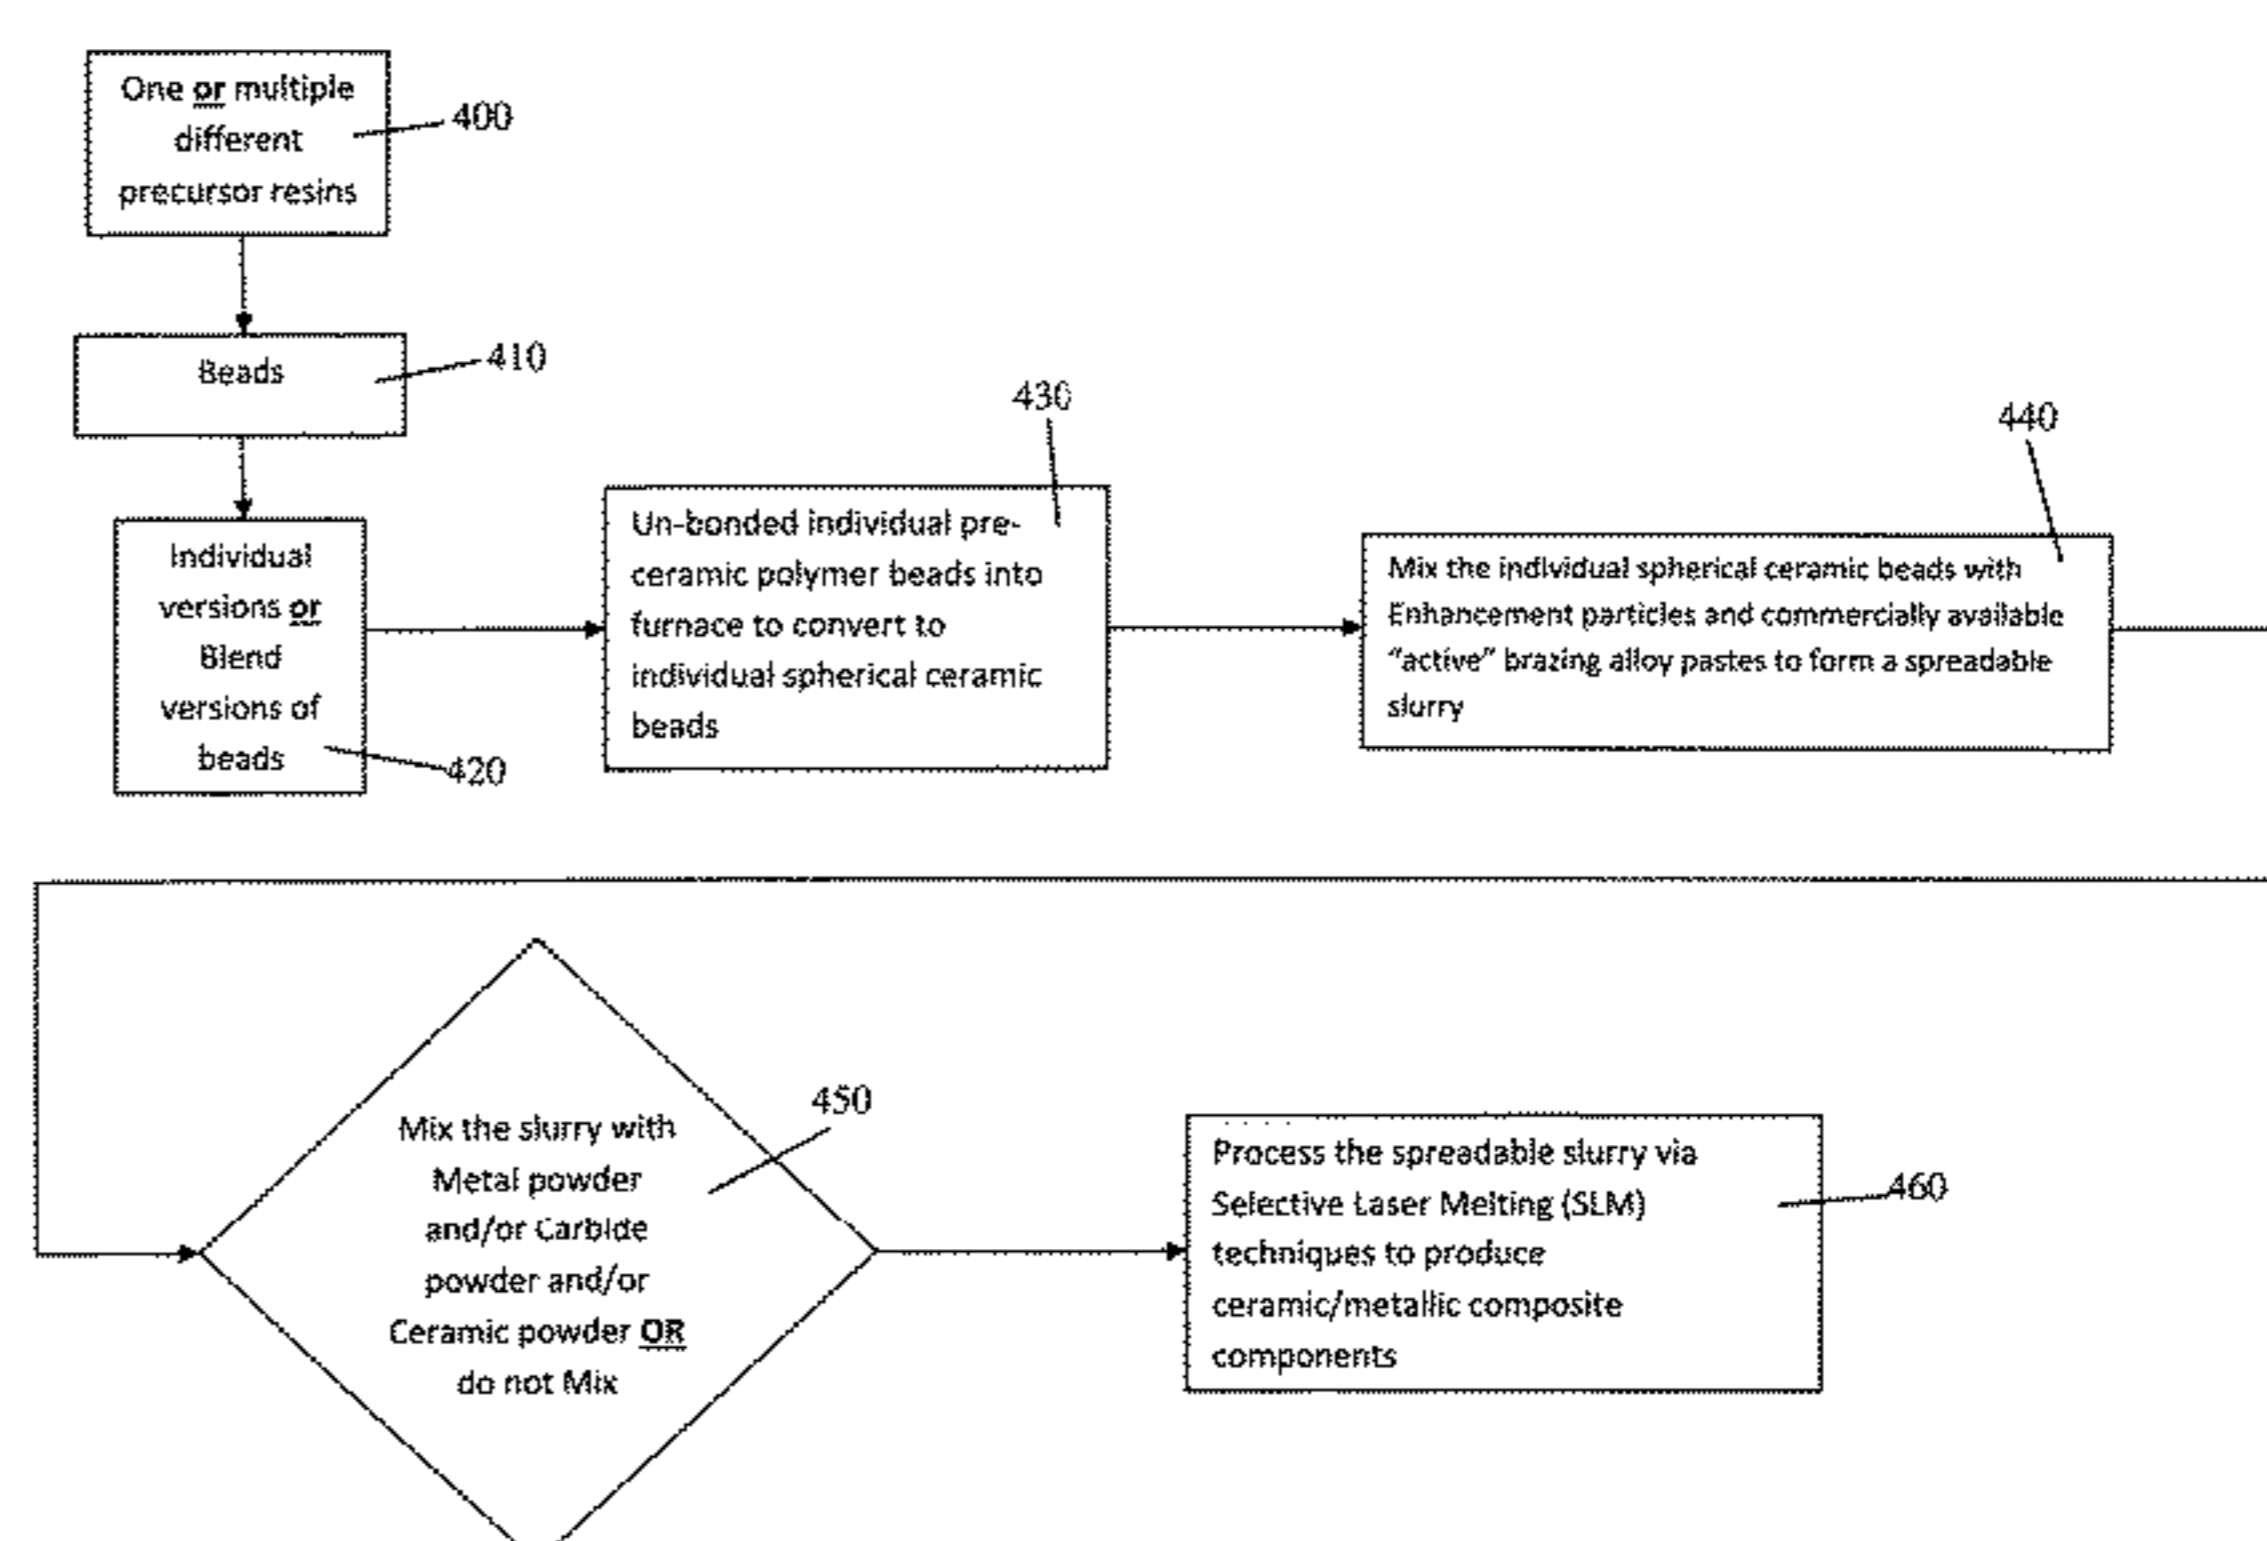 One or multiple
different
precursor resins
400
Beads
410
Individual
versions or
Blend
versions of
beads
420
430
Un-bonded individual pre-
ceramic polymer beads into
furnace to convert to
individual spherical ceramic
beads
440
Mix the individual spherical ceramic beads with
Enhancement particles and commercially available
"active" brazing alloy pastes to form a spreadable
slurry
450
Mix the slurry with
Metal powder
and/or Carbide
powder and/or
Ceramic powder OR
do not Mix
Process the spreadable slurry via
Selective Laser Melting (SLM)
techniques to produce
ceramic/metallic composite
components
460